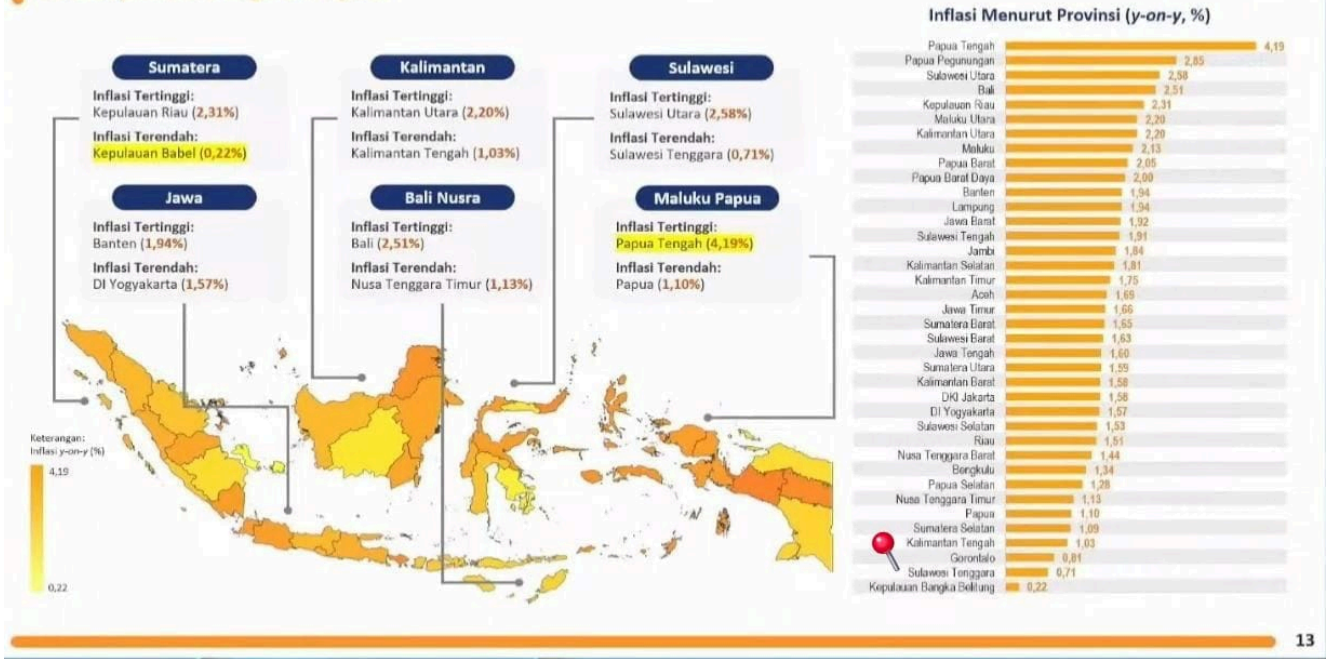 Sumatera
Inflasi Tertinggi:
Kepulauan Riau (2,31%)
Inflasi Terendah:
Kepulauan Babel (0,22%)
Kalimantan
Inflasi Tertinggi:
Kalimantan Utara (2,20%)
Inflasi Terendah:
Kalimantan Tengah (1,03%)
Sulawesi
Inflasi Tertinggi:
Sulawesi Utara (2,58%)
Inflasi Terendah:
Sulawesi Tenggara (0,71%)
Jawa
Inflasi Tertinggi:
Banten (1,94%)
Inflasi Terendah:
DI Yogyakarta (1,57%)
Bali Nusra
Inflasi Tertinggi:
Bali (2,51%)
Inflasi Terendah:
Nusa Tenggara Timur (1,13%)
Maluku Papua
Inflasi Tertinggi:
Papua Tengah (4,19%)
Inflasi Terendah:
Papua (1,10%)
Keterangan:
Inflasi y-on-y (%)
4,19
0,22
Inflasi Menurut Provinsi (y-on-y, %)
Papua Tengah 4,19
Papua Pegunungan 2,85
Sulawesi Utara 2,58
Bali 2,51
Kepulauan Riau 2,31
Maluku Utara 2,20
Kalimantan Utara 2,20
Maluku 2,13
Papua Barat 2,05
Papua Barat Daya 2,00
Banten 1,94
Lampung 1,94
Jawa Barat 1,92
Sulawesi Tengah 1,91
Jambi 1,84
Kalimantan Selatan 1,81
Kalimantan Timur 1,75
Aceh 1,69
Jawa Timur 1,66
Sumatera Barat 1,65
Sulawesi Barat 1,63
Jawa Tengah 1,60
Sumatera Utara 1,59
Kalimantan Barat 1,58
DKI Jakarta 1,58
DI Yogyakarta 1,57
Sulawesi Selatan 1,53
Riau 1,51
Nusa Tenggara Barat 1,44
Bengkulu 1,34
Papua Selatan 1,28
Nusa Tenggara Timur 1,13
Papua 1,10
Sumatera Selatan 1,09
Kalimantan Tengah 1,03
Gorontalo 0,81
Sulawesi Tenggara 0,71
Kepulauan Bangka Belitung 0,22
13